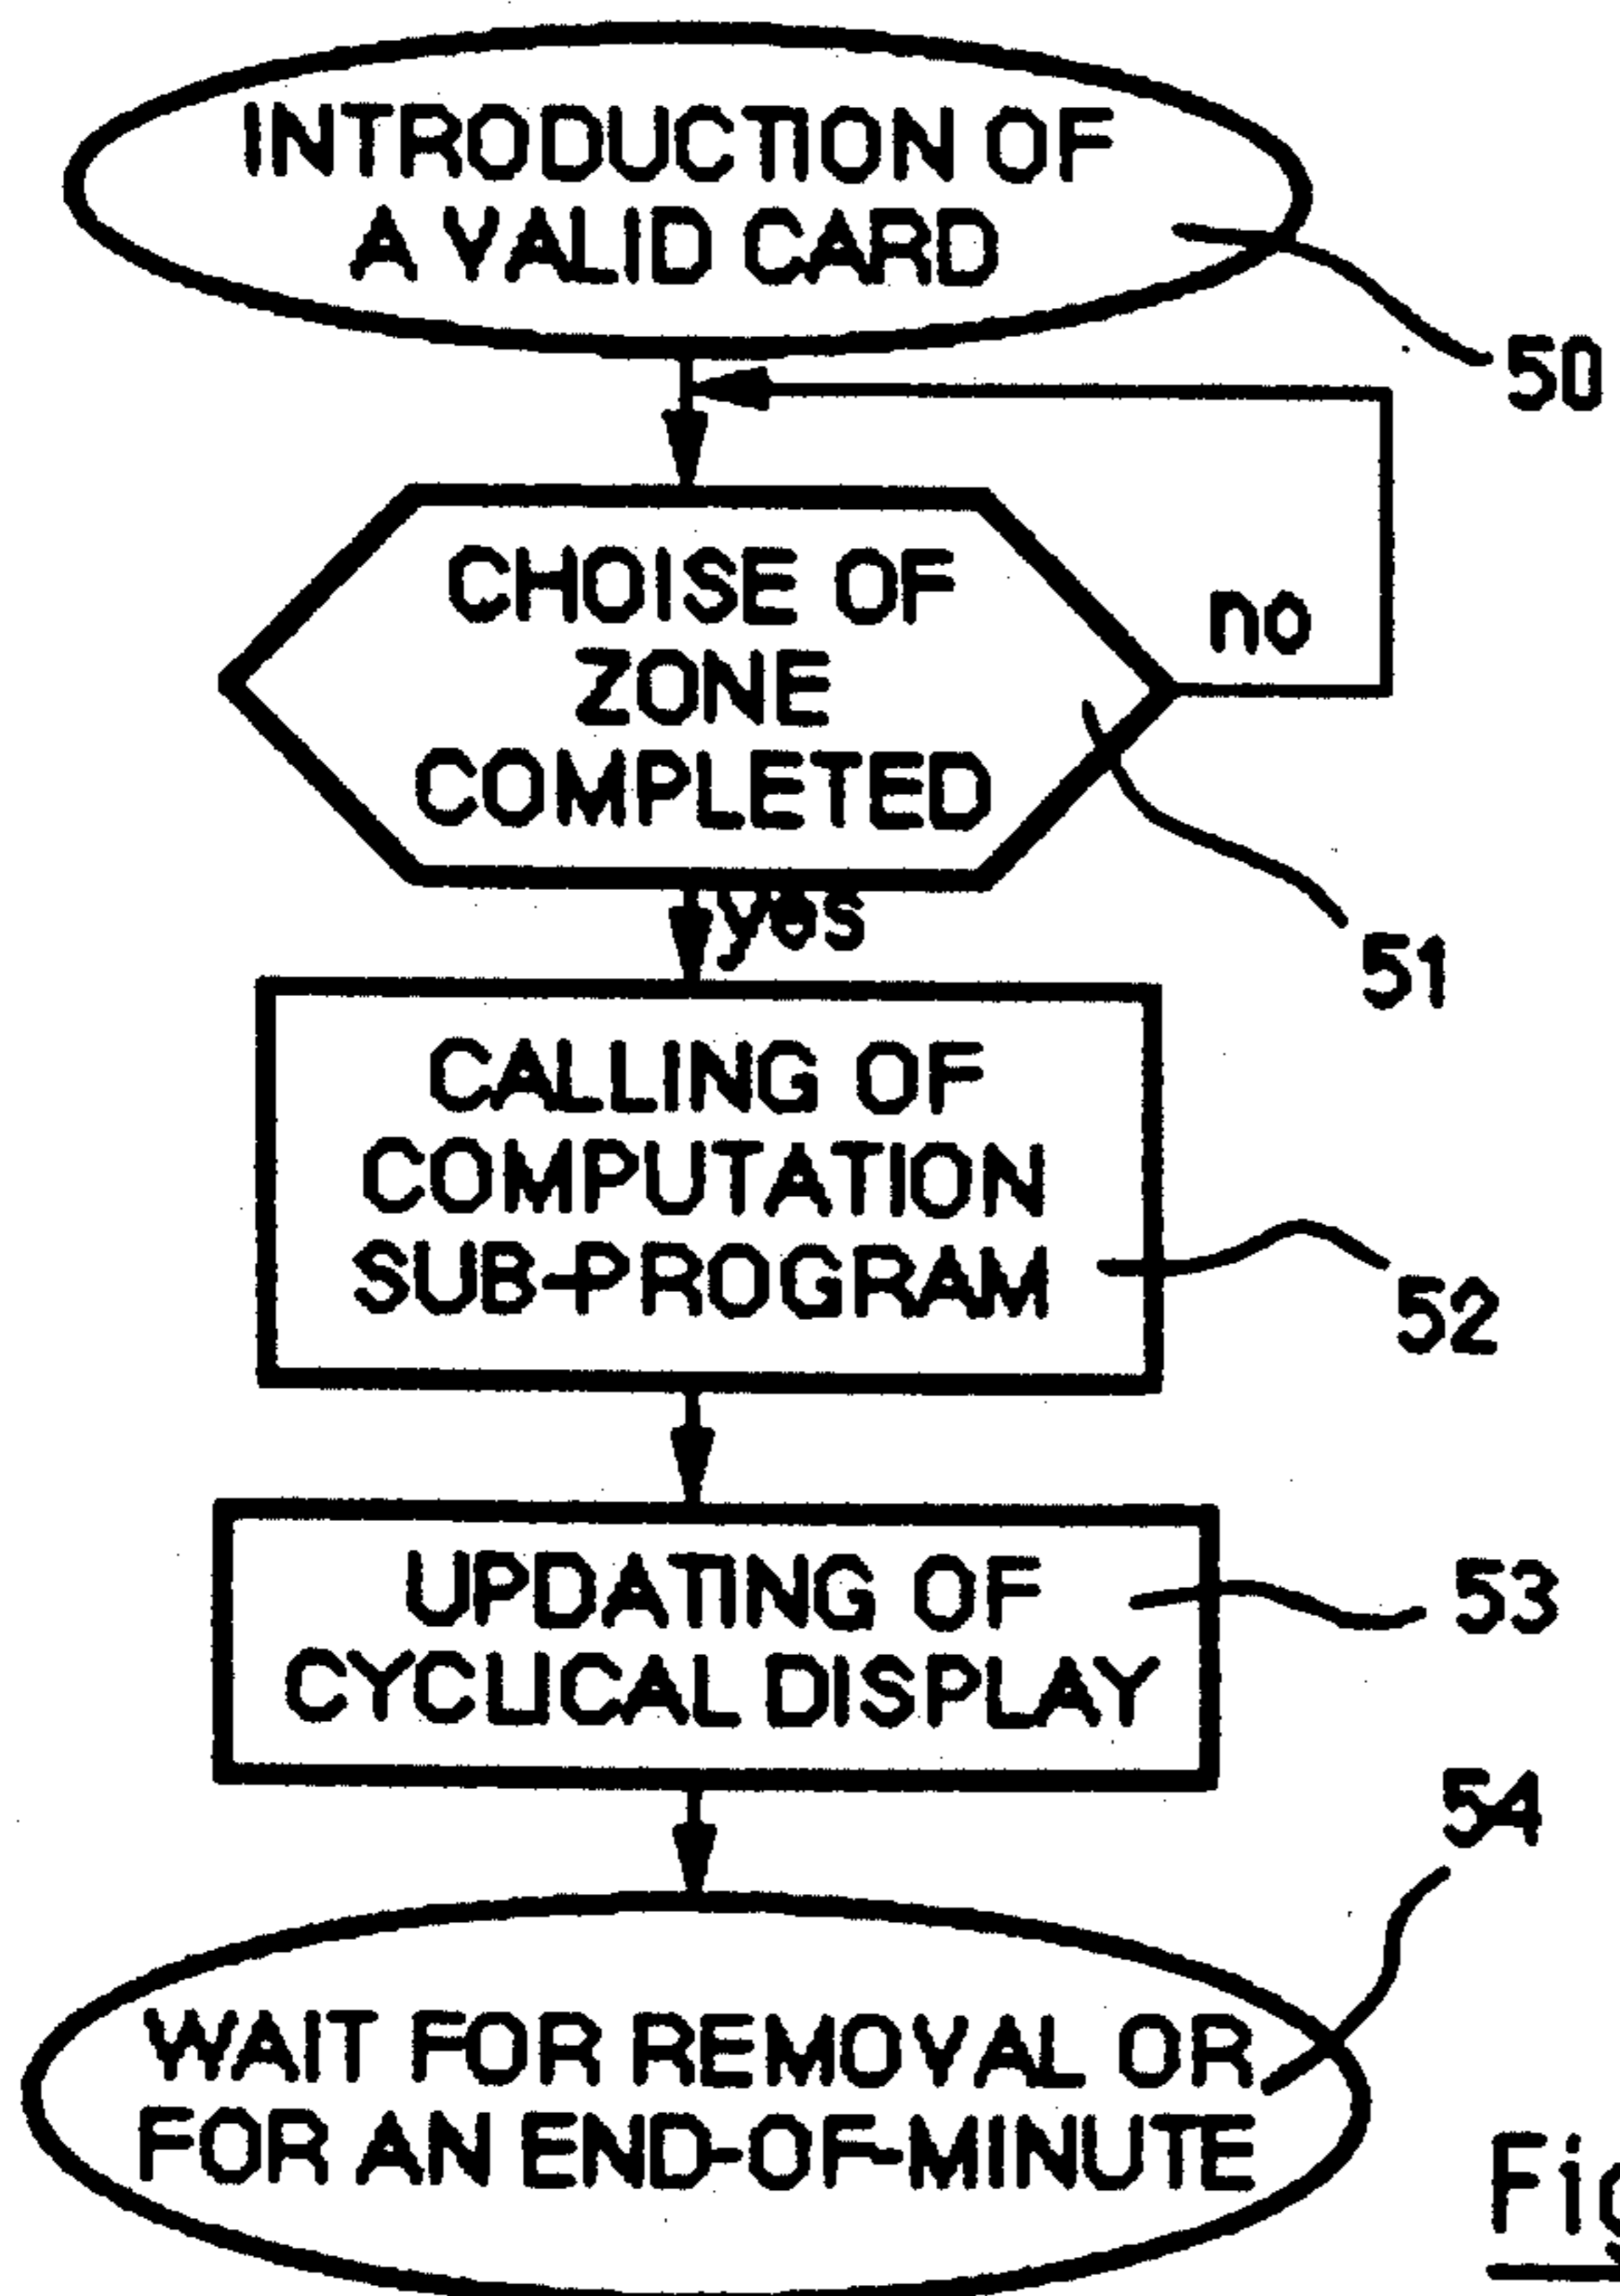 INTRODUCTION OF
A VALID CARD
50
CHOISE OF
ZONE
COMPLETED
no
yes
51
CALLING OF
COMPUTATION
SUB-PROGRAM
52
UPDATING OF
CYCLICAL DISPLAY
53
54
WAIT FOR REMOVAL OR
FOR AN END-OF-MINUTE